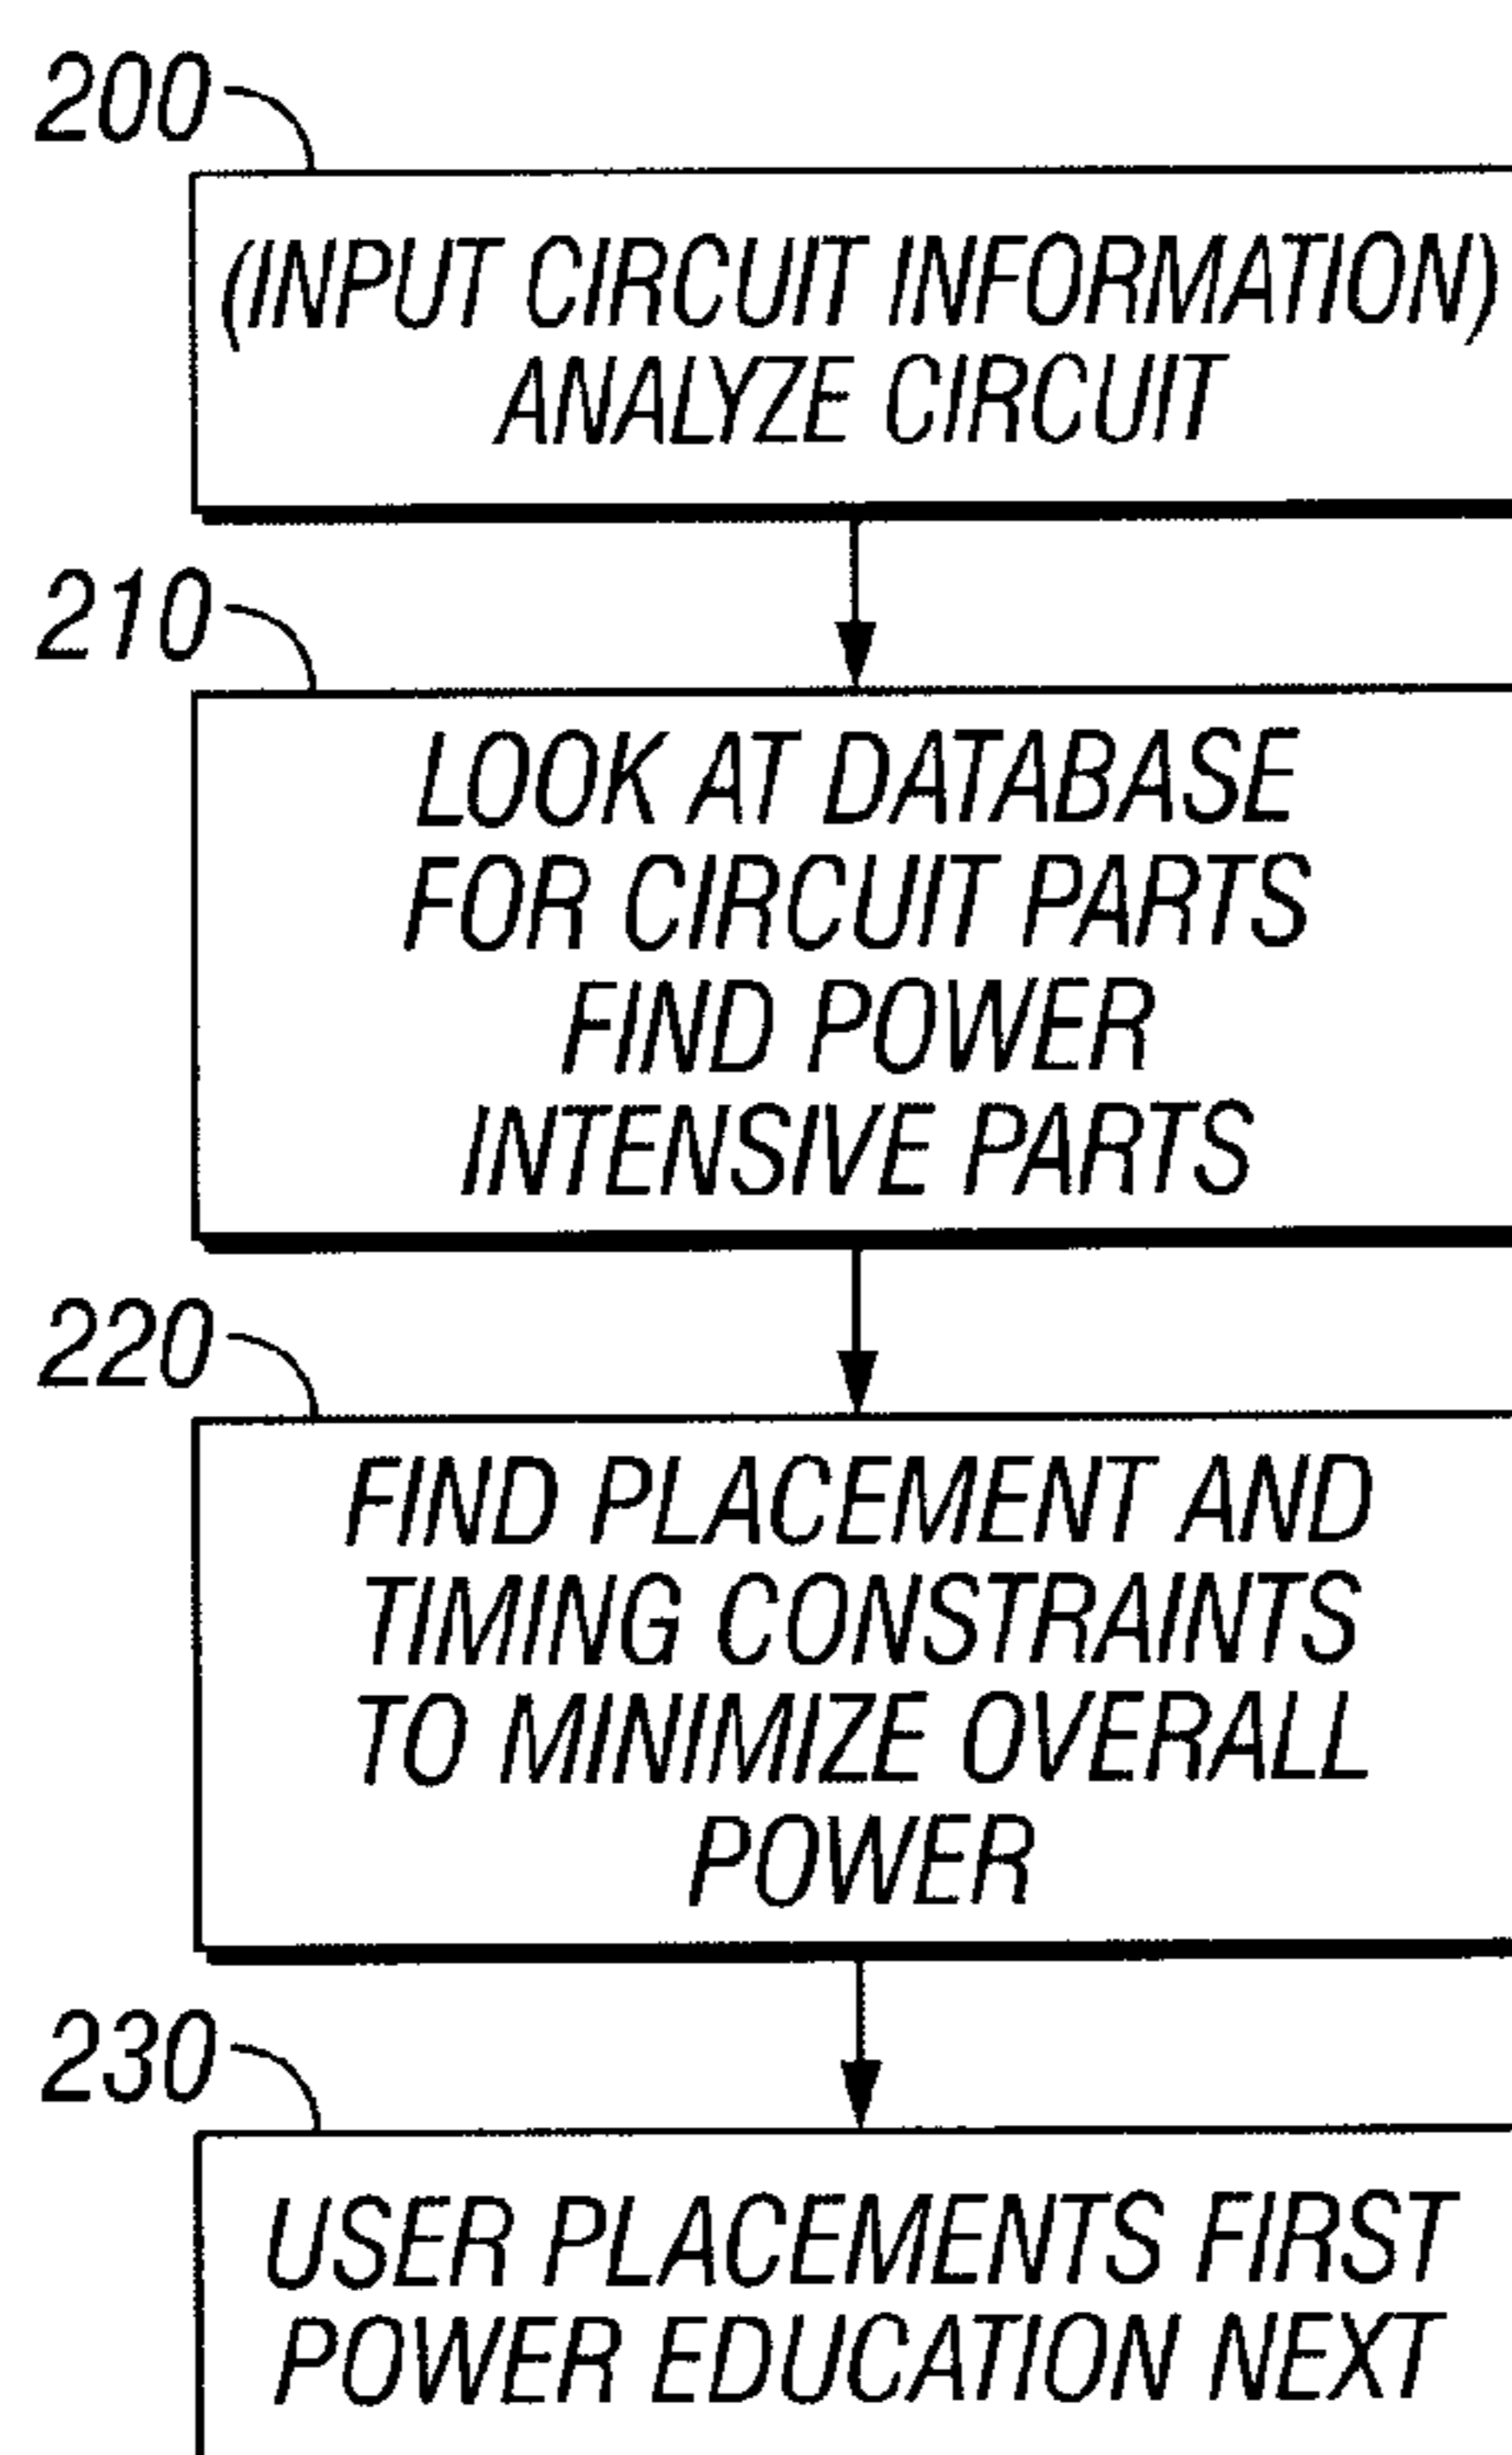 200
(INPUT CIRCUIT INFORMATION)
ANALYZE CIRCUIT
210
LOOK AT DATABASE
FOR CIRCUIT PARTS
FIND POWER
INTENSIVE PARTS
220
FIND PLACEMENT AND
TIMING CONSTRAINTS
TO MINIMIZE OVERALL
POWER
230
USER PLACEMENTS FIRST
POWER EDUCATION NEXT